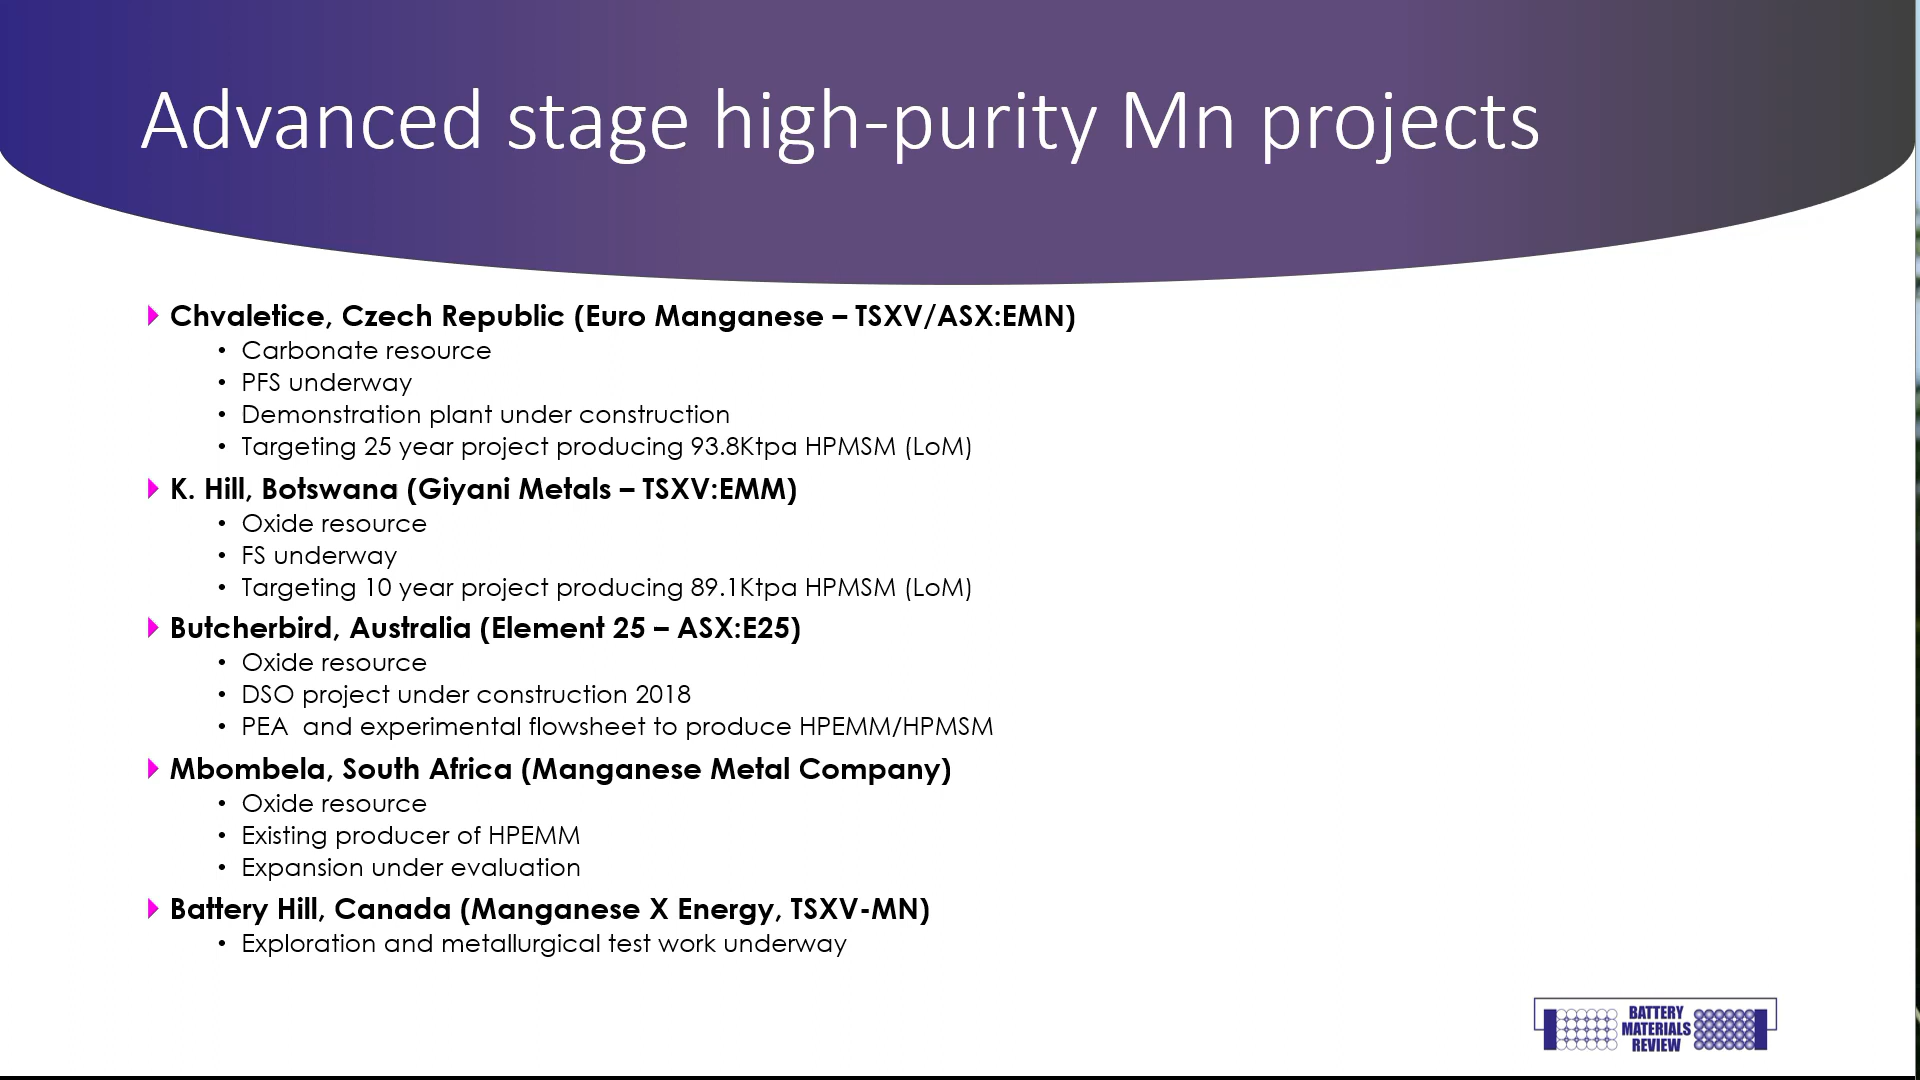 Advanced stage high-purity Mn projects
Chvaletice, Czech Republic (Euro Manganese – TSXV/ASX:EMN)
• Carbonate resource
• PFS underway
• Demonstration plant under construction
• Targeting 25 year project producing 93.8Ktpa HPMSM (LoM)
K. Hill, Botswana (Giyani Metals – TSXV:EMM)
• Oxide resource
• FS underway
• Targeting 10 year project producing 89.1Ktpa HPMSM (LoM)
Butcherbird, Australia (Element 25 – ASX:E25)
• Oxide resource
• DSO project under construction 2018
• PEA  and experimental flowsheet to produce HPEMM/HPMSM
Mbombela, South Africa (Manganese Metal Company)
• Oxide resource
• Existing producer of HPEMM
• Expansion under evaluation
Battery Hill, Canada (Manganese X Energy, TSXV-MN)
• Exploration and metallurgical test work underway
BATTERY
MATERIALS
REVIEW